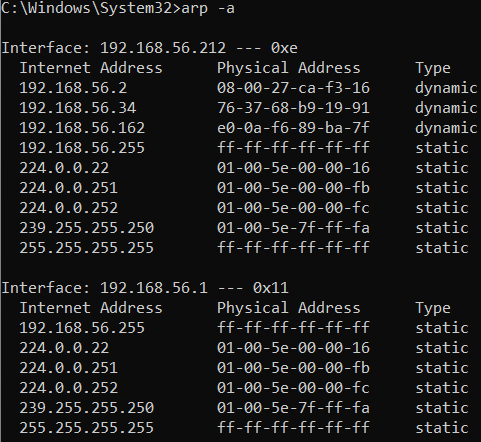 C:\Windows\System32>arp -a
Interface: 192.168.56.212 --- 0xe
Internet Address Physical Address Type
192.168.56.2 08-00-27-ca-f3-16 dynamic
192.168.56.34 76-37-68-b9-19-91 dynamic
192.168.56.162 e0-0a-f6-89-ba-7f dynamic
192.168.56.255 ff-ff-ff-ff-ff-ff static
224.0.0.22 01-00-5e-00-00-16 static
224.0.0.251 01-00-5e-00-00-fb static
224.0.0.252 01-00-5e-00-00-fc static
239.255.255.250 01-00-5e-7f-ff-fa static
255.255.255.255 ff-ff-ff-ff-ff-ff static
Interface: 192.168.56.1 --- 0x11
Internet Address Physical Address Type
192.168.56.255 ff-ff-ff-ff-ff-ff static
224.0.0.22 01-00-5e-00-00-16 static
224.0.0.251 01-00-5e-00-00-fb static
224.0.0.252 01-00-5e-00-00-fc static
239.255.255.250 01-00-5e-7f-ff-fa static
255.255.255.255 ff-ff-ff-ff-ff-ff static